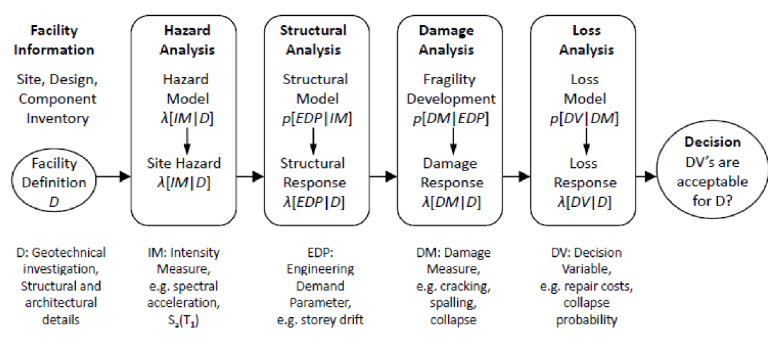 Facility
Information
Site, Design,
Component
Inventory
Facility
Definition
D
D: Geotechnical
investigation,
Structural and
architectural
details
Hazard
Analysis
Hazard
Model
λ[IM|D]
Site Hazard
λ[IM|D]
IM: Intensity
Measure,
e.g. spectral
acceleration,
Sₐ(T₁)
Structural
Analysis
Structural
Model
p[EDP|IM]
Structural
Response
λ[EDP|D]
EDP:
Engineering
Demand
Parameter,
e.g. storey drift
Damage
Analysis
Fragility
Development
p[DM|EDP]
Damage
Response
λ[DM|D]
DM: Damage
Measure,
e.g. cracking,
spalling,
collapse
Loss
Analysis
Loss
Model
p[DV|DM]
Loss
Response
λ[DV|D]
DV: Decision
Variable,
e.g. repair costs,
collapse
probability
Decision
DV's are
acceptable
for D?